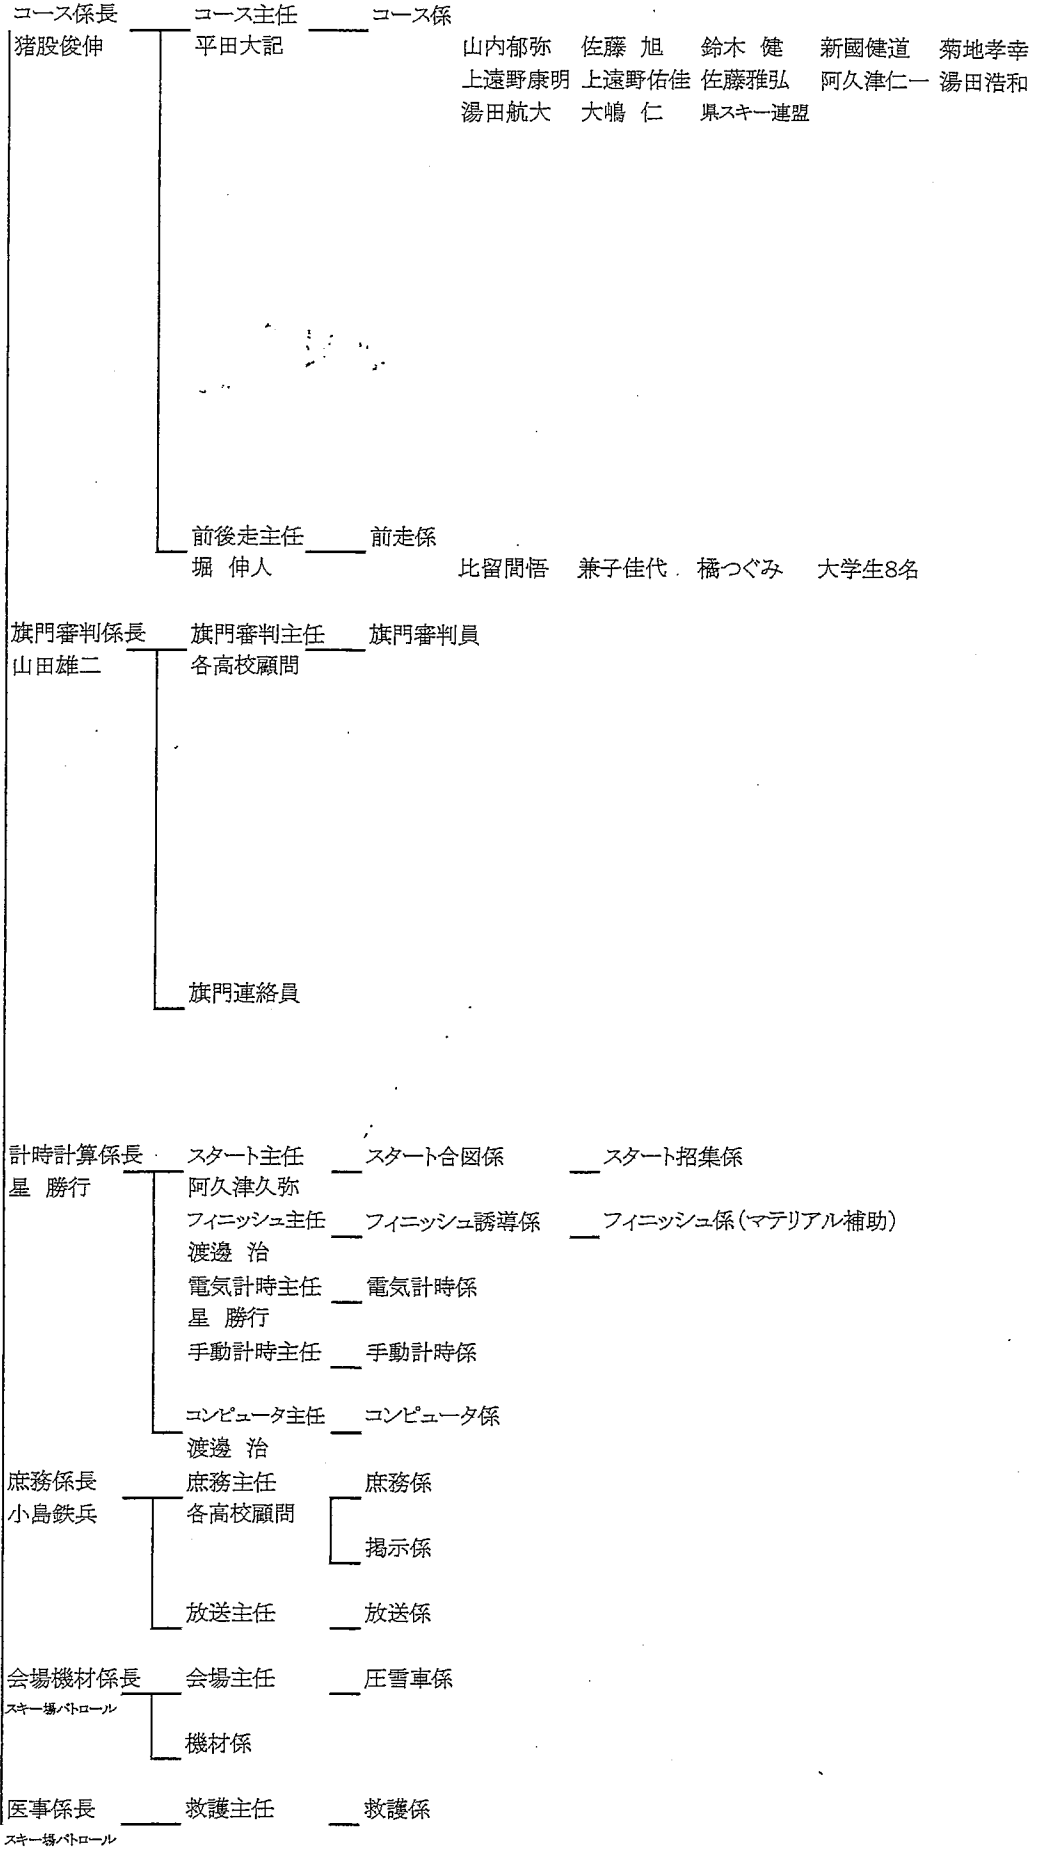 コース係長 コース主任 コース係
猪股俊伸 平田大記 山内郁弥 佐藤 旭 鈴木 健 新國健道 菊地孝幸
上遠野康明 上遠野佑佳 佐藤雅弘 阿久津仁一 湯田浩和
湯田航大 大嶋 仁 県スキー連盟
前後走主任 前走係
堀 伸人 比留間悟 兼子佳代 橘つぐみ 大学生8名
旗門審判係長 旗門審判主任 旗門審判員
山田雄二 各高校顧問
旗門連絡員
計時計算係長 スタート主任 スタート合図係 スタート招集係
星 勝行 阿久津久弥
フィニッシュ主任 フィニッシュ誘導係 フィニッシュ係(マテリアル補助)
渡邊 治
電気計時主任 電気計時係
星 勝行
手動計時主任 手動計時係
コンピュータ主任 コンピュータ係
渡邊 治
庶務係長 庶務主任 庶務係
小島鉄兵 各高校顧問
掲示係
放送主任 放送係
会場機材係長 会場主任 圧雪車係
スキー場パトロール
機材係
医事係長 救護主任 救護係
スキー場パトロール